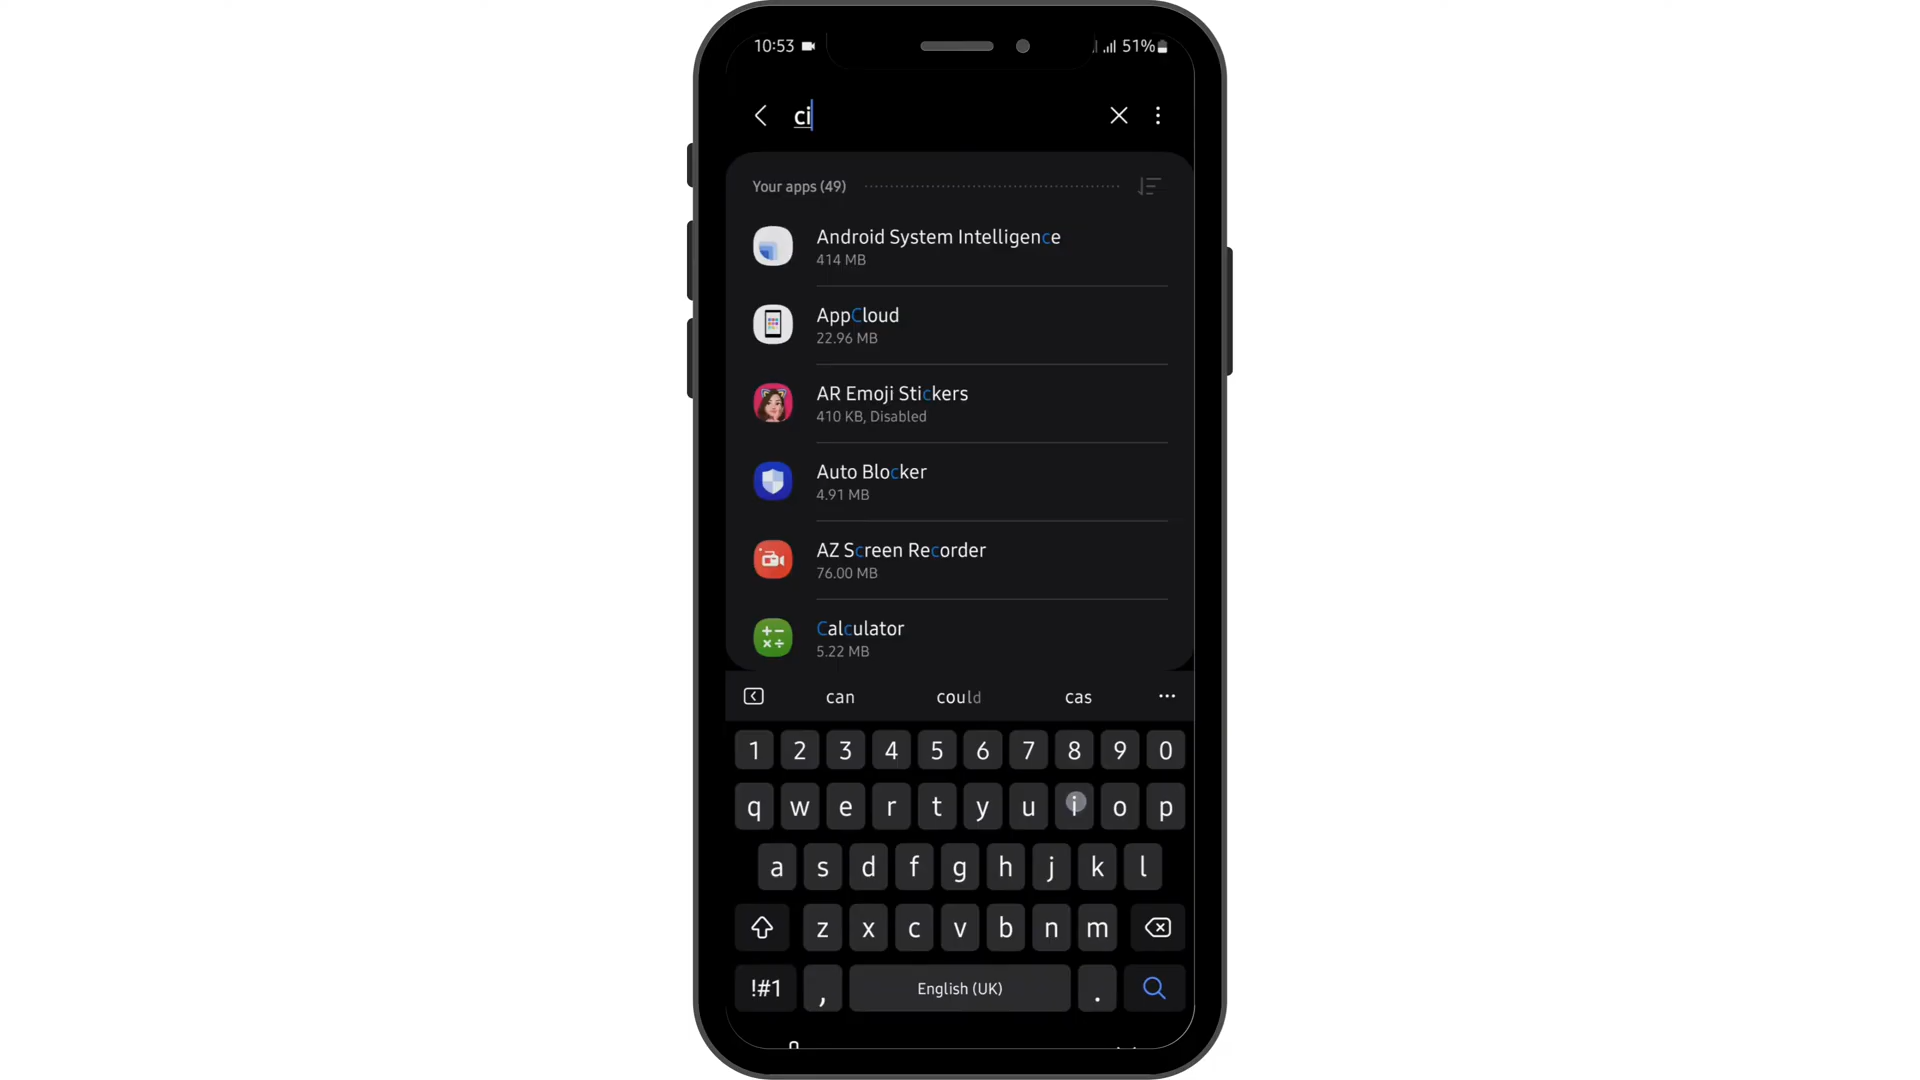 10:53 51%
ci
Your apps (49)
Android System Intelligence
414 MB
AppCloud
22.96 MB
AR Emoji Stickers
410 KB, Disabled
Auto Blocker
4.91 MB
AZ Screen Recorder
76.00 MB
Calculator
5.22 MB
can could cas
1 2 3 4 5 6 7 8 9 0
q w e r t y u i o p
a s d f g h j k l
z x c v b n m
!#1 , English (UK) .